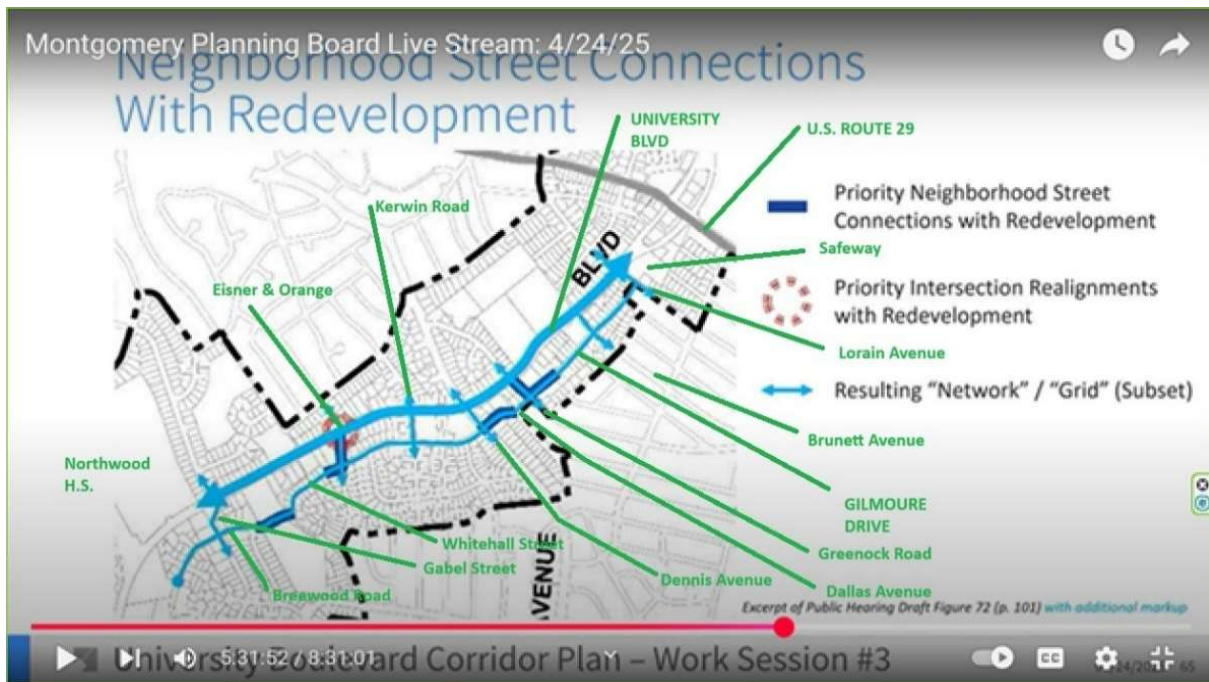 Montgomery Planning Board Live Stream: 4/24/25
Neighborhood Street Connections
With Redevelopment
UNIVERSITY
BLVD
U.S. ROUTE 29
Kerwin Road
Priority Neighborhood Street
Connections with Redevelopment
BLVD
Safeway
Eisner & Orange
Priority Intersection Realignments
with Redevelopment
Lorain Avenue
Resulting "Network" / "Grid" (Subset)
Brunett Avenue
Northwood
H.S.
GILMOURE
DRIVE
Whitehall Street
Greenock Road
Gabel Street
Dennis Avenue
AVENUE
Breewood Road
Dallas Avenue
Excerpt of Public Hearing Draft Figure 72 (p. 101) with additional markup
5:31:52 / 8:31:01
CC
University Boulevard Corridor Plan – Work Session #3
65